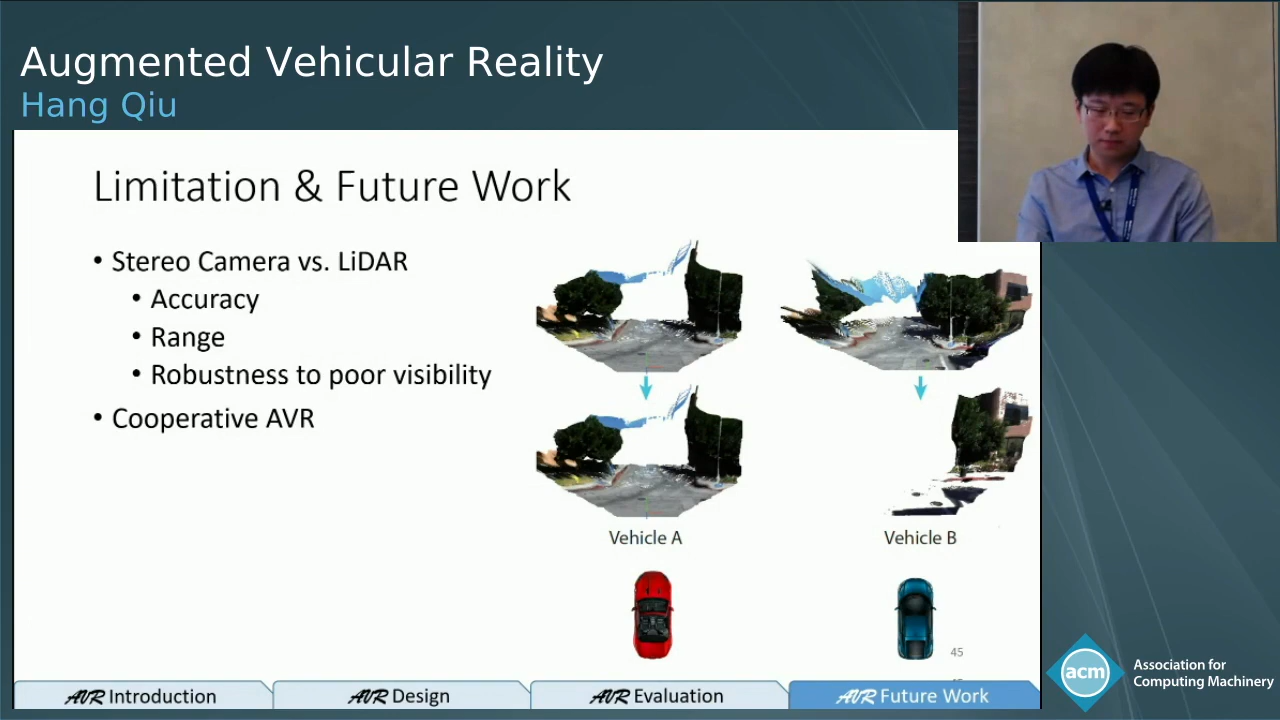 Augmented Vehicular Reality
Hang Qiu
Limitation & Future Work
• Stereo Camera vs. LiDAR
• Accuracy
• Range
• Robustness to poor visibility
• Cooperative AVR
Vehicle A
Vehicle B
45
AVR Introduction
AVR Design
AVR Evaluation
AVR Future Work
acm
Association for
Computing Machinery